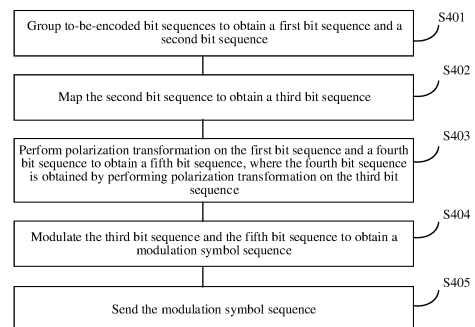 S401
Group to-be-encoded bit sequences to obtain a first bit sequence and a
second bit sequence
S402
Map the second bit sequence to obtain a third bit sequence
S403
Perform polarization transformation on the first bit sequence and a fourth
bit sequence to obtain a fifth bit sequence, where the fourth bit sequence
is obtained by performing polarization transformation on the third bit
sequence
S404
Modulate the third bit sequence and the fifth bit sequence to obtain a
modulation symbol sequence
S405
Send the modulation symbol sequence